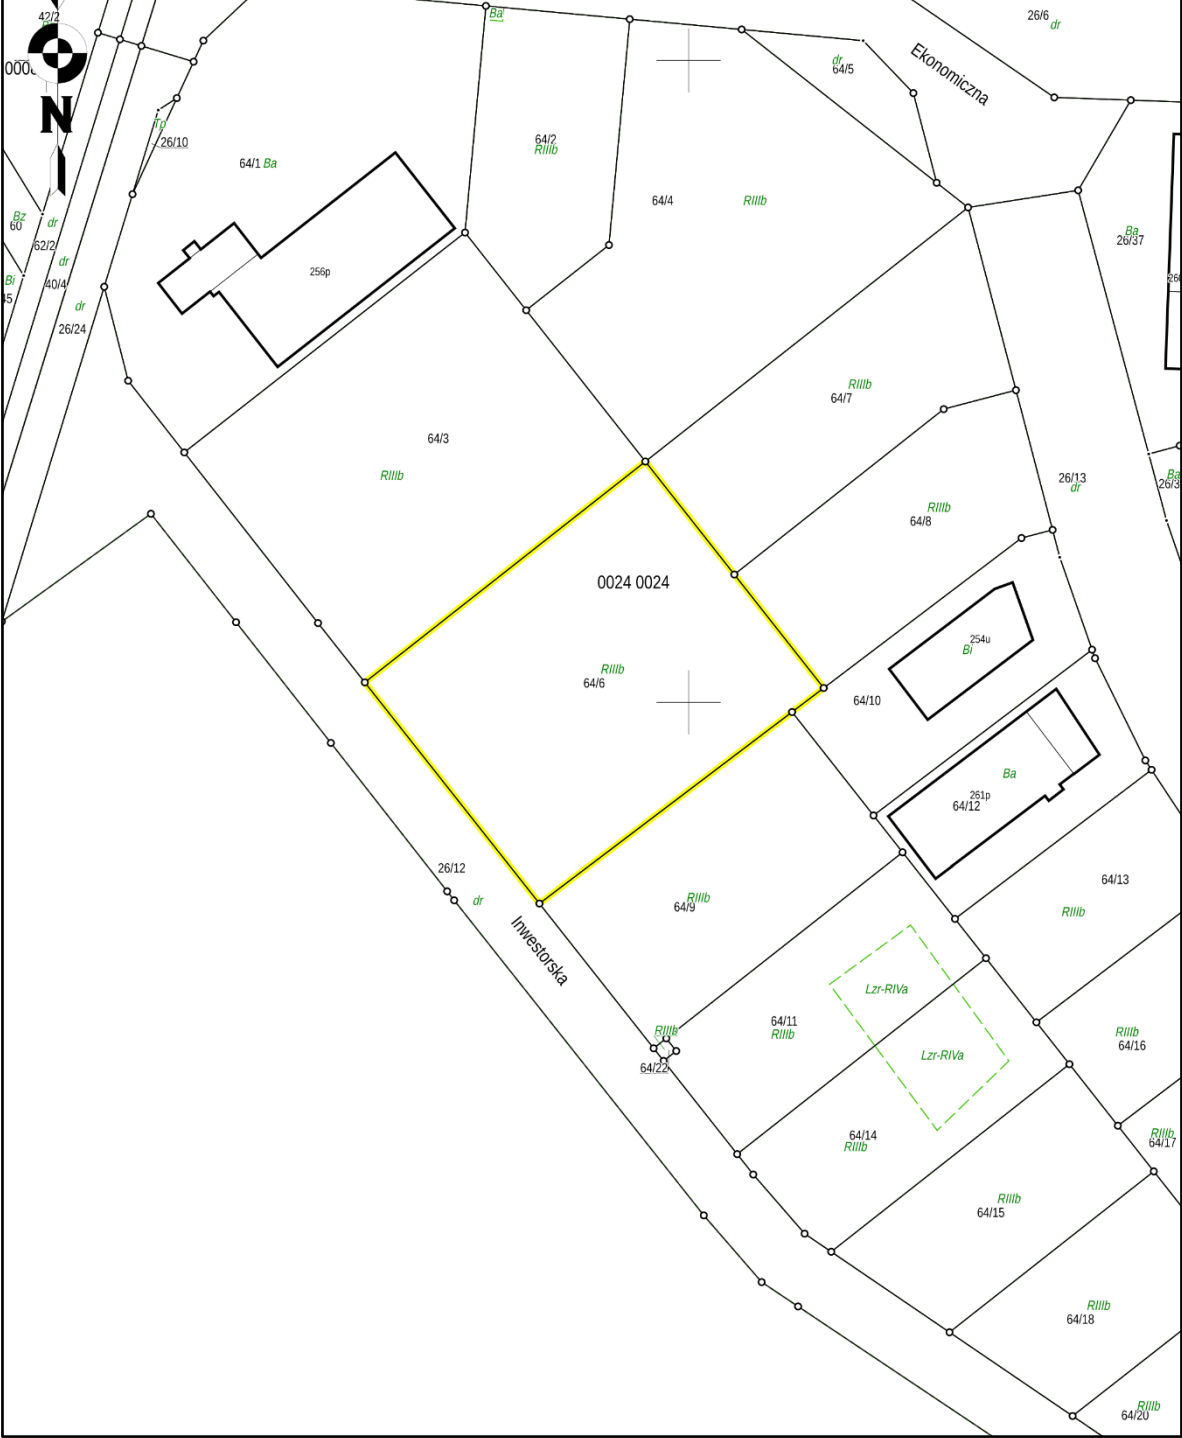 42/2
26/6
dr
Ba
Ekonomiczna
dr
64/5
N
Tp
26/10
64/2
RIIIb
64/1 Ba
64/4
RIIIb
Bz
60
dr
62/2
Ba
26/37
dr
256p
Bi
40/4
dr
26/24
RIIIb
64/7
64/3
RIIIb
26/13
dr
Ba
RIIIb
64/8
0024 0024
254u
Bi
RIIIb
64/6
64/10
Ba
261p
64/12
26/12
dr
64/13
RIIIb
RIIIb
64/9
Inwestorska
Lzr-RIVa
64/11
RIIIb
RIIIb
64/22
Lzr-RIVa
RIIIb
64/16
64/14
RIIIb
RIIIb
64/17
RIIIb
64/15
RIIIb
64/18
RIIIb
64/20